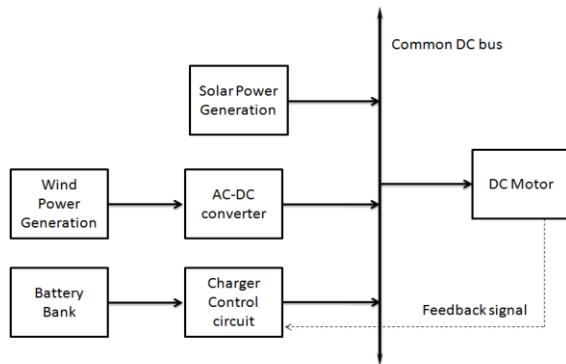 Common DC bus
Solar Power
Generation
Wind
Power
Generation
AC-DC
converter
DC Motor
Battery
Bank
Charger
Control
circuit
Feedback signal